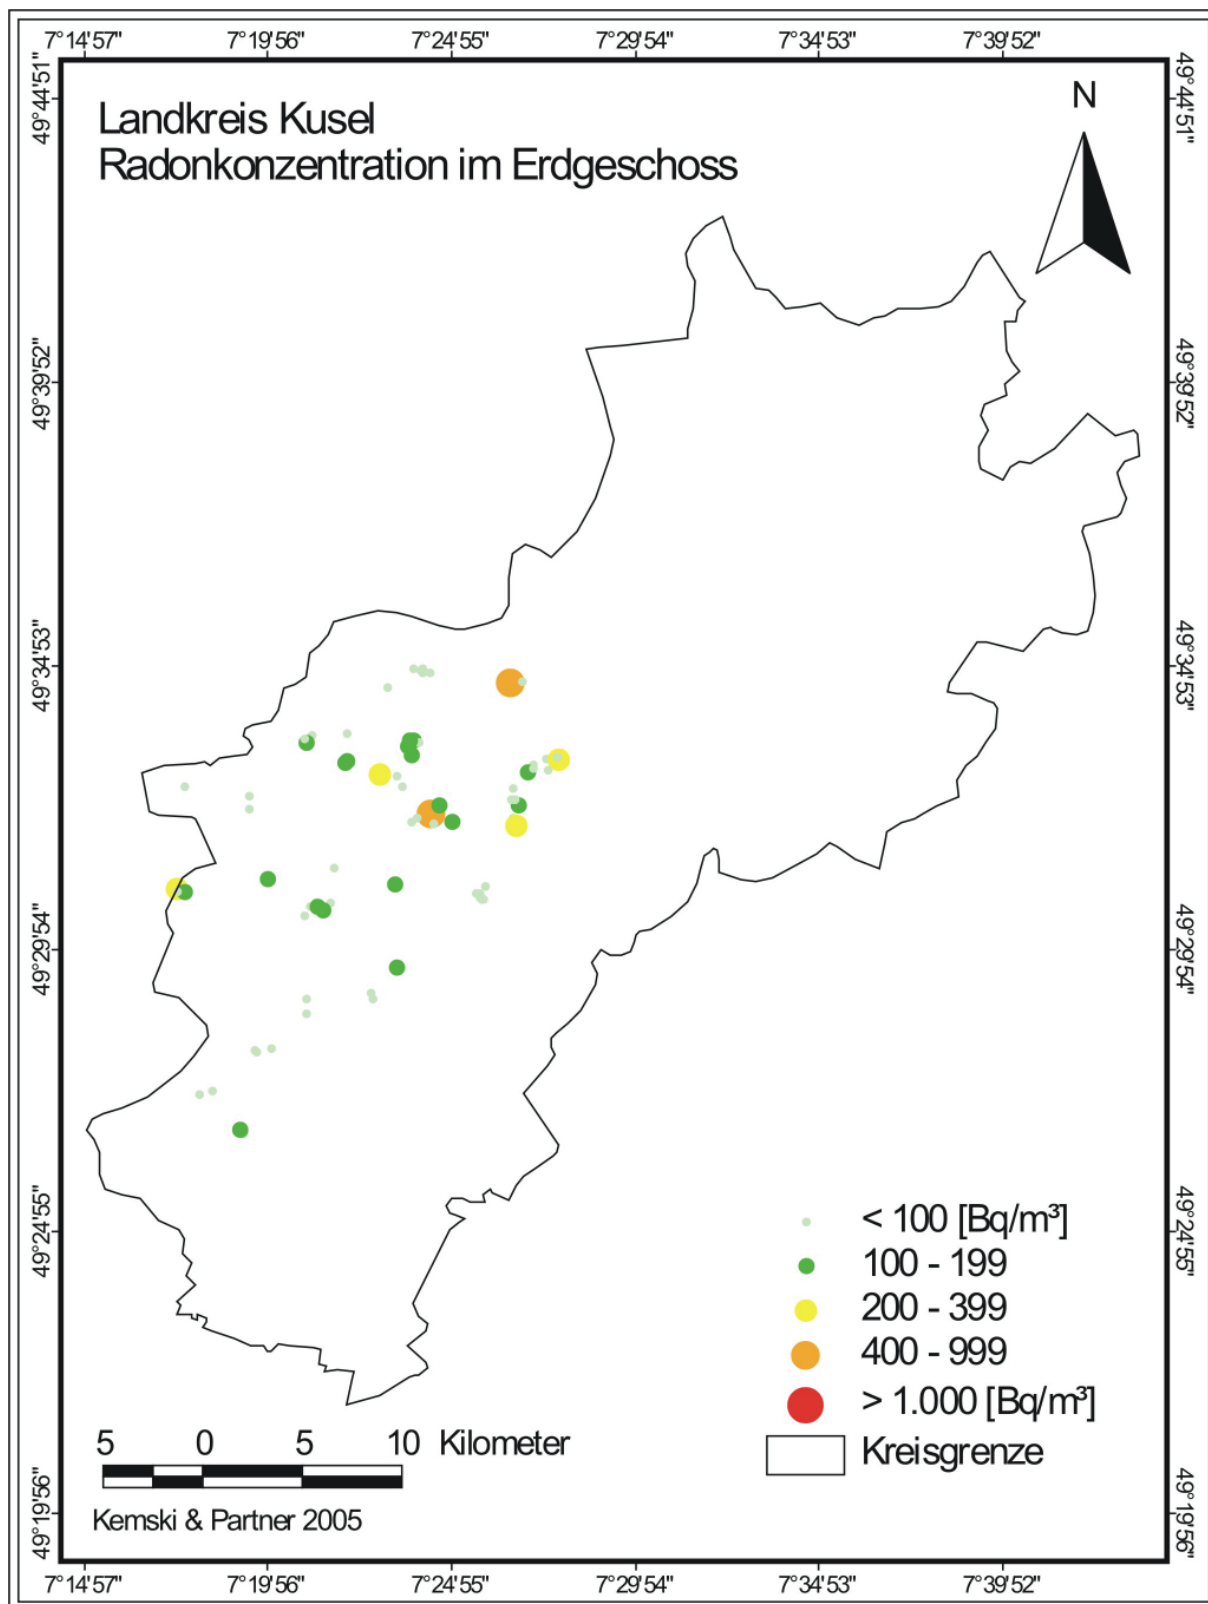 7°14'57" 7°19'56" 7°24'55" 7°29'54" 7°34'53" 7°39'52"
49°44'51" 49°44'51"
Landkreis Kusel
Radonkonzentration im Erdgeschoss
N
49°39'52" 49°39'52"
49°34'53" 49°34'53"
49°29'54" 49°29'54"
49°24'55" 49°24'55"
< 100 [Bq/m³]
100 - 199
200 - 399
400 - 999
> 1.000 [Bq/m³]
Kreisgrenze
5 0 5 10 Kilometer
Kemski & Partner 2005
49°19'56" 49°19'56"
7°14'57" 7°19'56" 7°24'55" 7°29'54" 7°34'53" 7°39'52"